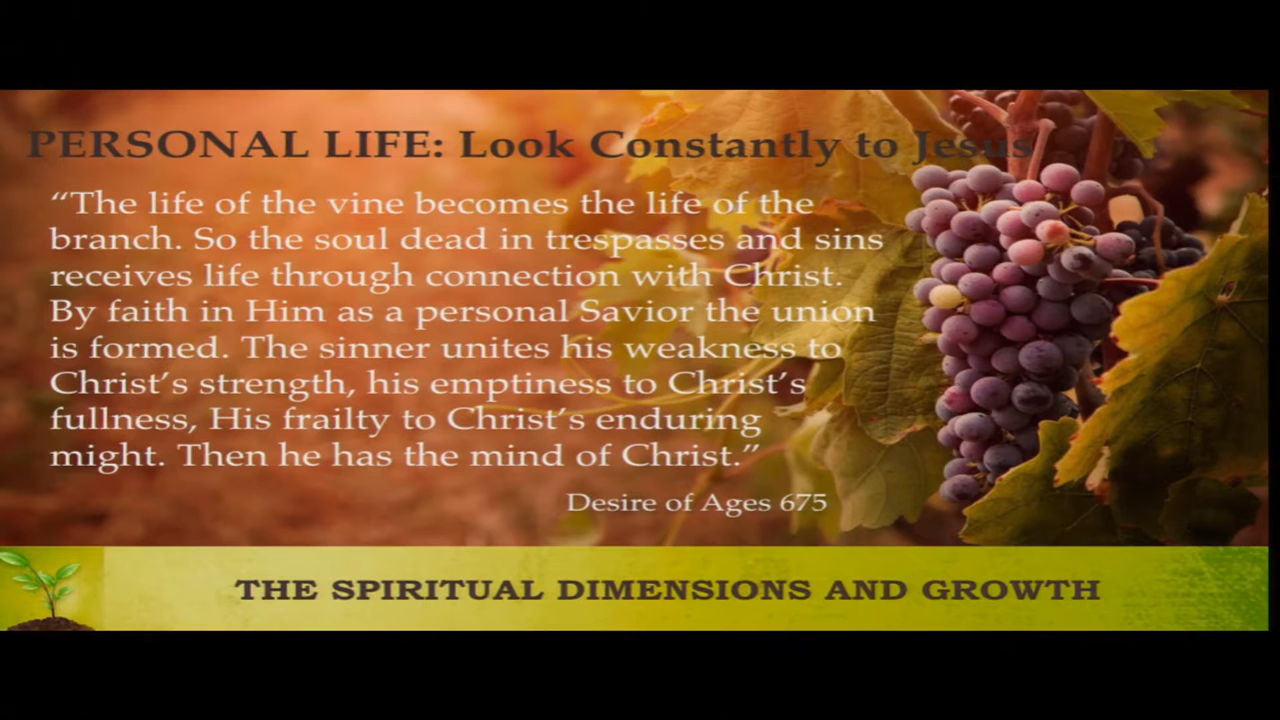 PERSONAL LIFE: Look Constantly to Jesus
“The life of the vine becomes the life of the
branch. So the soul dead in trespasses and sins
receives life through connection with Christ.
By faith in Him as a personal Savior the union
is formed. The sinner unites his weakness to
Christ’s strength, his emptiness to Christ’s
fullness, His frailty to Christ’s enduring
might. Then he has the mind of Christ.”
Desire of Ages 675
THE SPIRITUAL DIMENSIONS AND GROWTH